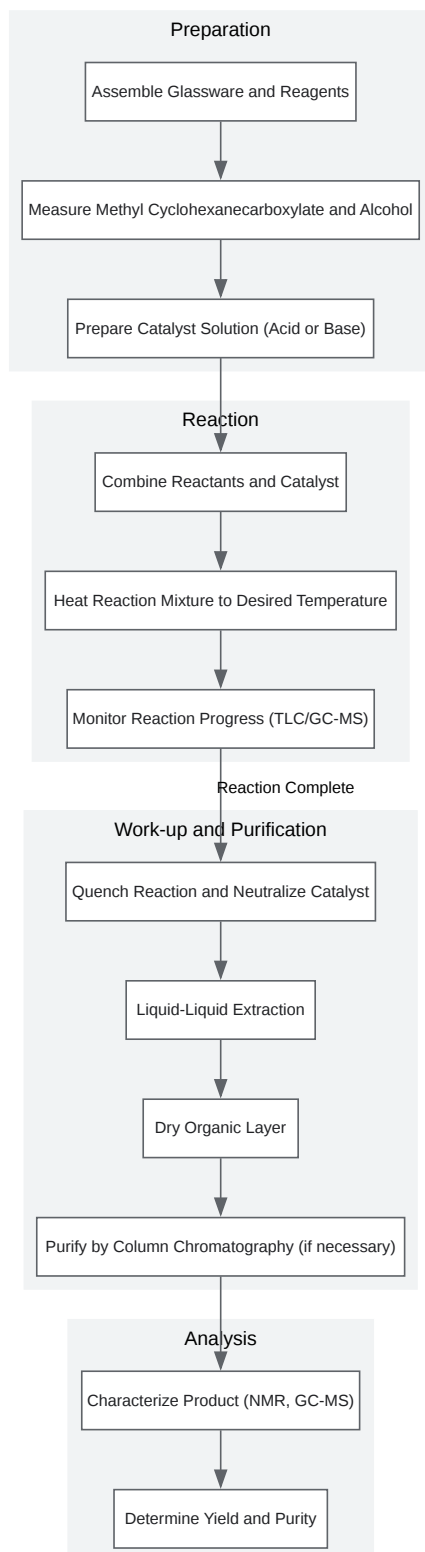 Preparation
Assemble Glassware and Reagents
Measure Methyl Cyclohexanecarboxylate and Alcohol
Prepare Catalyst Solution (Acid or Base)
Reaction
Combine Reactants and Catalyst
Heat Reaction Mixture to Desired Temperature
Monitor Reaction Progress (TLC/GC-MS)
Reaction Complete
Work-up and Purification
Quench Reaction and Neutralize Catalyst
Liquid-Liquid Extraction
Dry Organic Layer
Purify by Column Chromatography (if necessary)
Analysis
Characterize Product (NMR, GC-MS)
Determine Yield and Purity